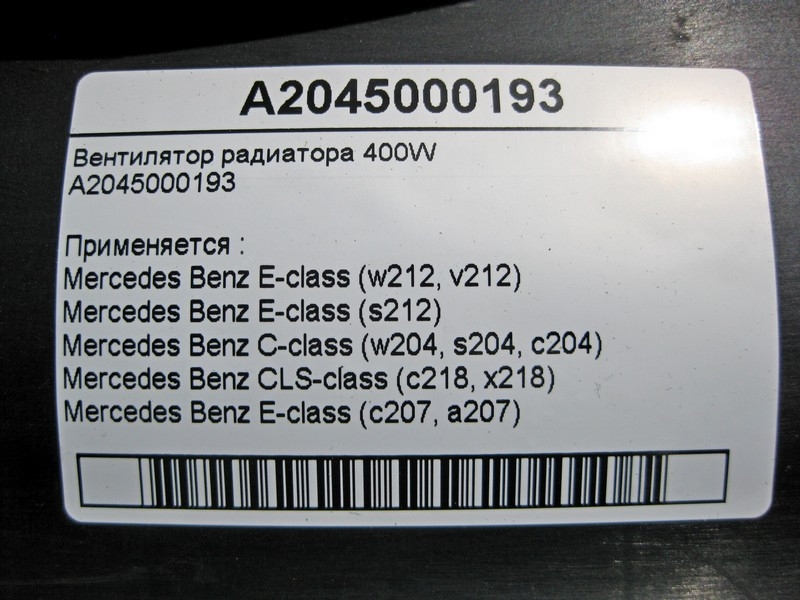 A2045000193
Вентилятор радиатора 400W
A2045000193
Применяется :
Mercedes Benz E-class (w212, v212)
Mercedes Benz E-class (s212)
Mercedes Benz C-class (w204, s204, c204)
Mercedes Benz CLS-class (c218, x218)
Mercedes Benz E-class (c207, a207)